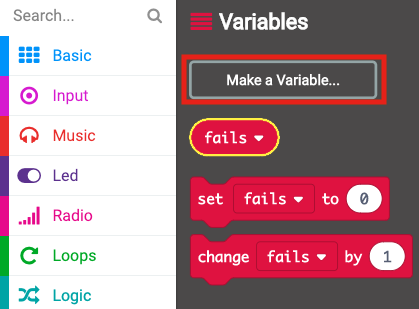 Search...
Basic
Input
Music
Led
Radio
Loops
Logic
Variables
Make a Variable...
fails
set fails to 0
change fails by 1